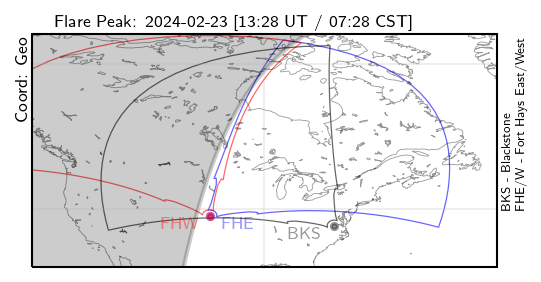 Flare Peak: 2024-02-23 [13:28 UT / 07:28 CST]
Coord: Geo
FHW
FHE
BKS
BKS - Blackstone
FHE/W - Fort Hays East/West